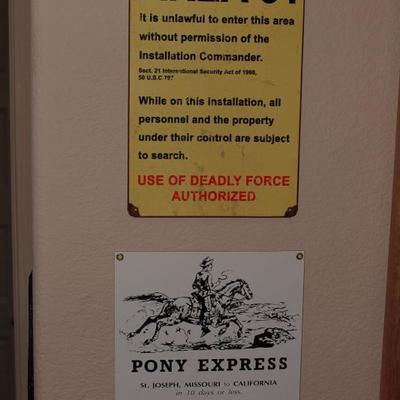 It is unlawful to enter this area
without permission of the
Installation Commander.
Sect. 21 International Security Act of 1950,
50 U.S.C 797
While on this installation, all
personnel and the property
under their control are subject
to search.
USE OF DEADLY FORCE
AUTHORIZED
PONY EXPRESS
ST. JOSEPH, MISSOURI to CALIFORNIA
in 10 days or less.